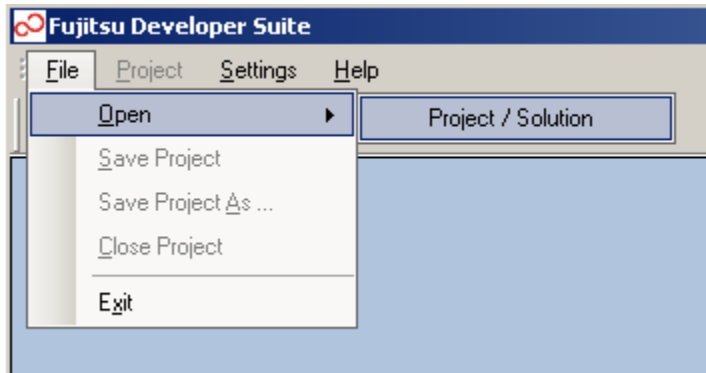 Fujitsu Developer Suite
File Project Settings Help
Open Project / Solution
Save Project
Save Project As ...
Close Project
Exit